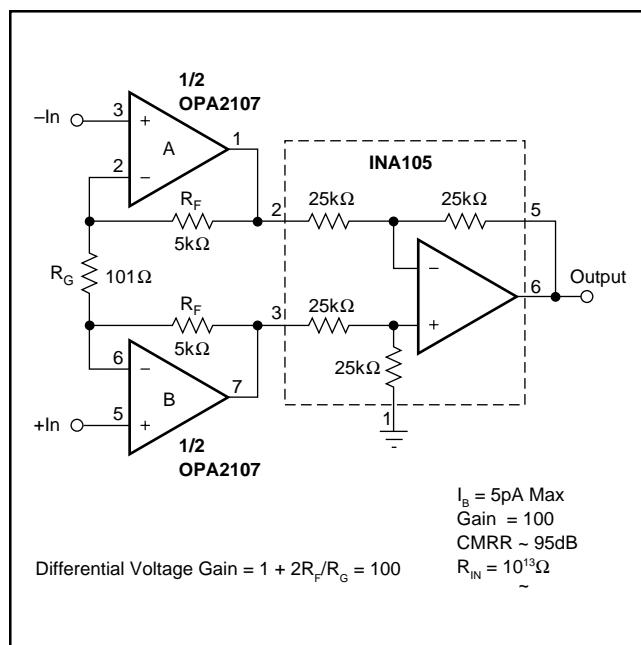 1/2
OPA2107
–In
3
+
A
1
2
–
INA105
R_F
5kΩ
2
25kΩ
25kΩ
5
R_G
101Ω
–
+
6
Output
R_F
5kΩ
3
25kΩ
25kΩ
6
–
B
7
+In
5
+
1
1/2
OPA2107
I_B = 5pA Max
Gain = 100
CMRR ~ 95dB
R_IN = 10^13Ω
~
Differential Voltage Gain = 1 + 2R_F/R_G = 100